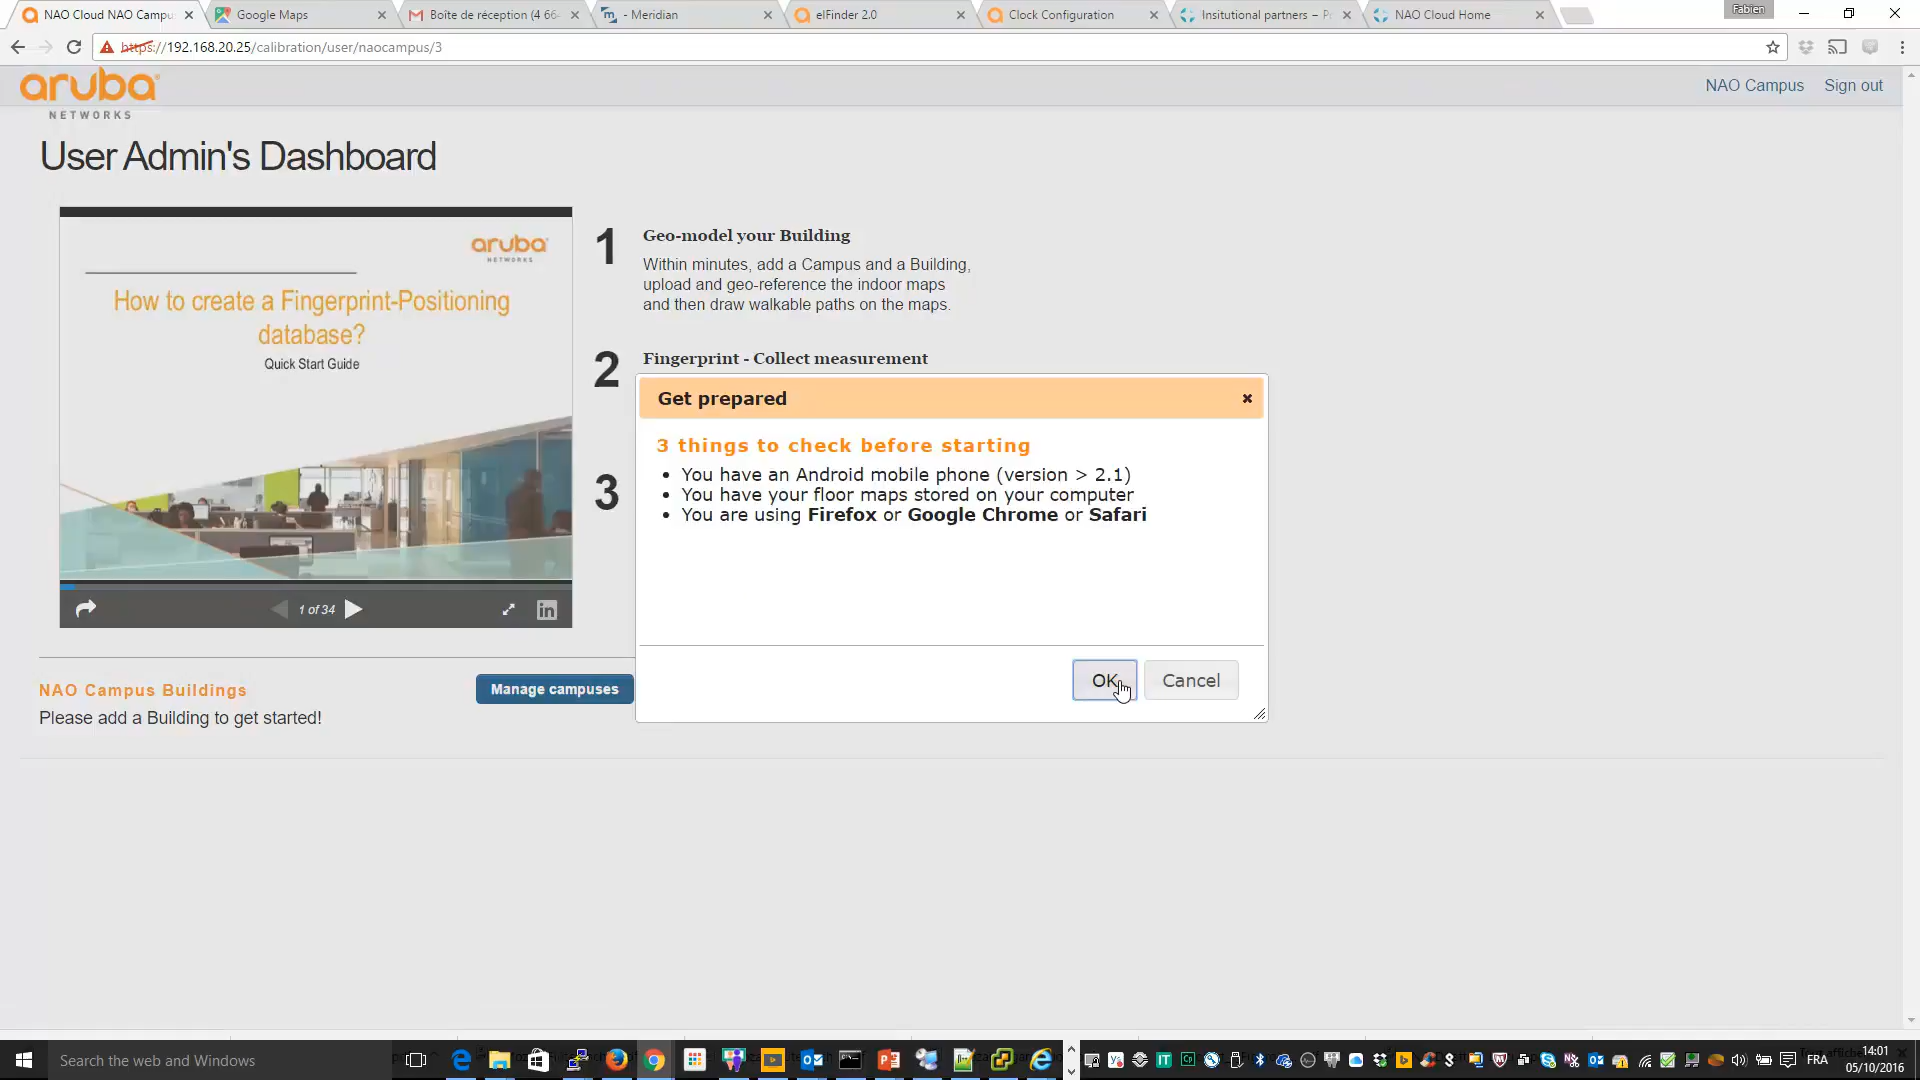 NAO Cloud NAO Campu
Google Maps
Boîte de réception (4 66
- Meridian
elFinder 2.0
Clock Configuration
Insitutional partners – P
NAO Cloud Home
Fabien
https://192.168.20.25/calibration/user/naocampus/3
aruba
NETWORKS
NAO Campus
Sign out
User Admin's Dashboard
aruba
NETWORKS
How to create a Fingerprint-Positioning
database?
Quick Start Guide
1 of 34
1
Geo-model your Building
Within minutes, add a Campus and a Building,
upload and geo-reference the indoor maps
and then draw walkable paths on the maps.
2
Fingerprint - Collect measurement
3
Get prepared
3 things to check before starting
• You have an Android mobile phone (version > 2.1)
• You have your floor maps stored on your computer
• You are using Firefox or Google Chrome or Safari
OK
Cancel
NAO Campus Buildings
Manage campuses
Please add a Building to get started!
Search the web and Windows
FRA
14:01
05/10/2016